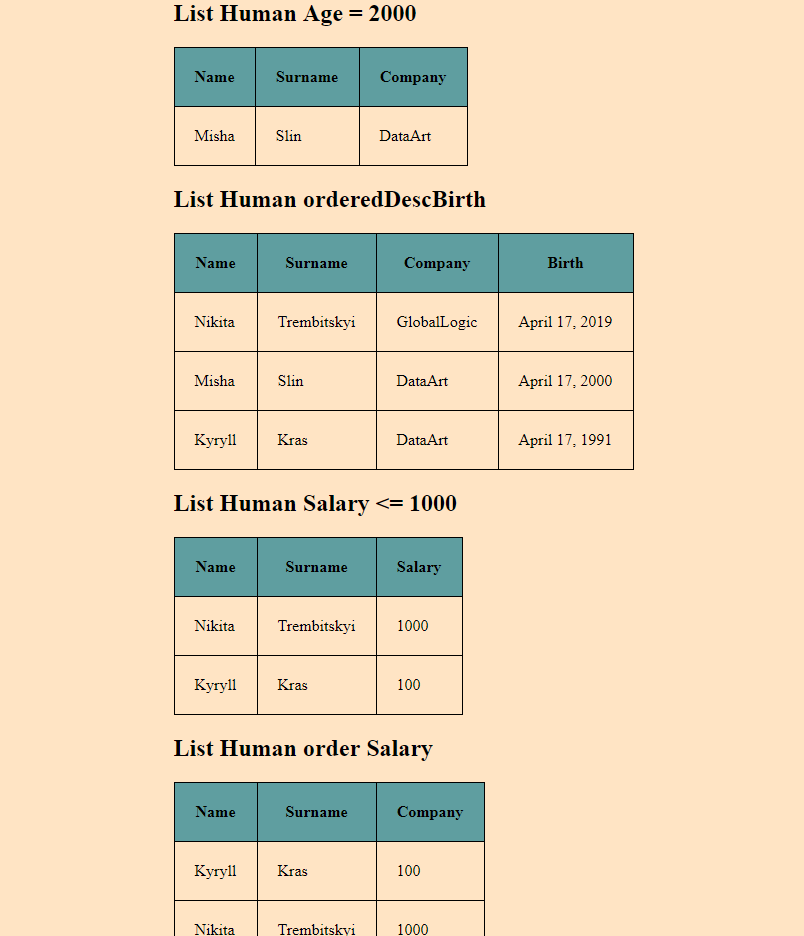 List Human Age = 2000
Name Surname Company
Misha Slin DataArt
List Human orderedDescBirth
Name Surname Company Birth
Nikita Trembitskyi GlobalLogic April 17, 2019
Misha Slin DataArt April 17, 2000
Kyryll Kras DataArt April 17, 1991
List Human Salary <= 1000
Name Surname Salary
Nikita Trembitskyi 1000
Kyryll Kras 100
List Human order Salary
Name Surname Company
Kyryll Kras 100
Nikita Trembitskyi 1000